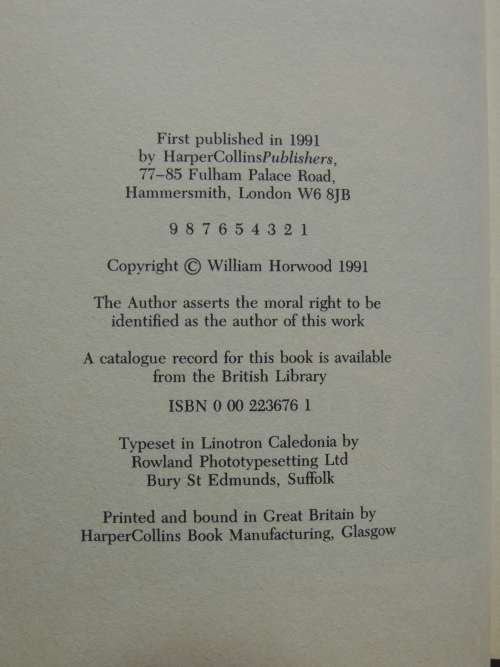 First published in 1991
by HarperCollinsPublishers,
77–85 Fulham Palace Road,
Hammersmith, London W6 8JB
9 8 7 6 5 4 3 2 1
Copyright © William Horwood 1991
The Author asserts the moral right to be
identified as the author of this work
A catalogue record for this book is available
from the British Library
ISBN 0 00 223676 1
Typeset in Linotron Caledonia by
Rowland Phototypesetting Ltd
Bury St Edmunds, Suffolk
Printed and bound in Great Britain by
HarperCollins Book Manufacturing, Glasgow